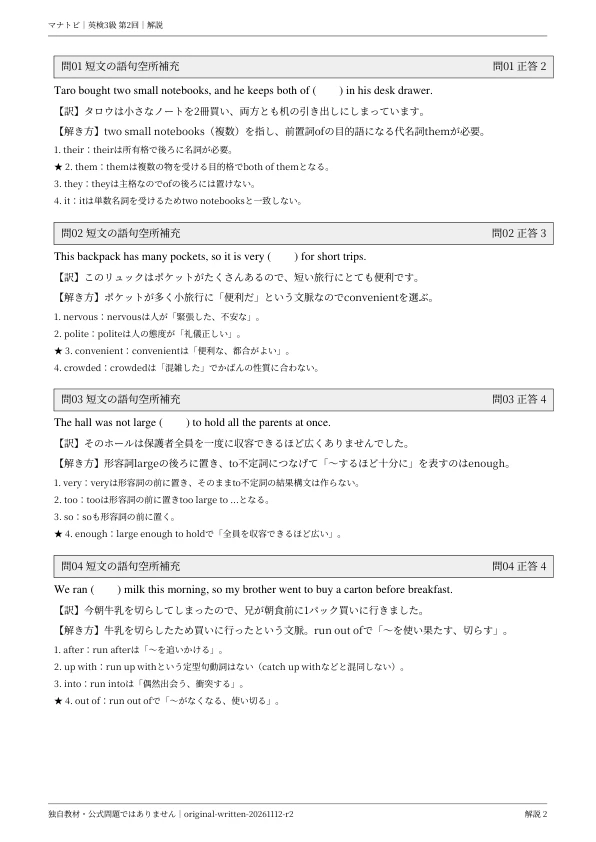 マナトビ｜英検3級 第2回｜解説
問01 短文の語句空所補充 問01 正答 2
Taro bought two small notebooks, and he keeps both of (　　) in his desk drawer.
【訳】タロウは小さなノートを2冊買い、両方とも机の引き出しにしまっています。
【解き方】two small notebooks（複数）を指し、前置詞ofの目的語になる代名詞themが必要。
1. their：theirは所有格で後ろに名詞が必要。
★ 2. them：themは複数の物を受ける目的格でboth of themとなる。
3. they：theyは主格なのでofの後ろには置けない。
4. it：itは単数名詞を受けるためtwo notebooksと一致しない。
問02 短文の語句空所補充 問02 正答 3
This backpack has many pockets, so it is very (　　) for short trips.
【訳】このリュックはポケットがたくさんあるので、短い旅行にとても便利です。
【解き方】ポケットが多く小旅行に「便利だ」という文脈なのでconvenientを選ぶ。
1. nervous：nervousは人が「緊張した、不安な」。
2. polite：politeは人の態度が「礼儀正しい」。
★ 3. convenient：convenientは「便利な、都合がよい」。
4. crowded：crowdedは「混雑した」でかばんの性質に合わない。
問03 短文の語句空所補充 問03 正答 4
The hall was not large (　　) to hold all the parents at once.
【訳】そのホールは保護者全員を一度に収容できるほど広くありませんでした。
【解き方】形容詞largeの後ろに置き、to不定詞につなげて「〜するほど十分に」を表すのはenough。
1. very：veryは形容詞の前に置き、そのままto不定詞の結果構文は作らない。
2. too：tooは形容詞の前に置きtoo large to ...となる。
3. so：soも形容詞の前に置く。
★ 4. enough：large enough to holdで「全員を収容できるほど広い」。
問04 短文の語句空所補充 問04 正答 4
We ran (　　) milk this morning, so my brother went to buy a carton before breakfast.
【訳】今朝牛乳を切らしてしまったので、兄が朝食前に1パック買いに行きました。
【解き方】牛乳を切らしたため買いに行ったという文脈。run out ofで「〜を使い果たす、切らす」。
1. after：run afterは「〜を追いかける」。
2. up with：run up withという定型句動詞はない（catch up withなどと混同しない）。
3. into：run intoは「偶然出会う、衝突する」。
★ 4. out of：run out ofで「〜がなくなる、使い切る」。
独自教材・公式問題ではありません｜original-written-20261112-r2 解説 2